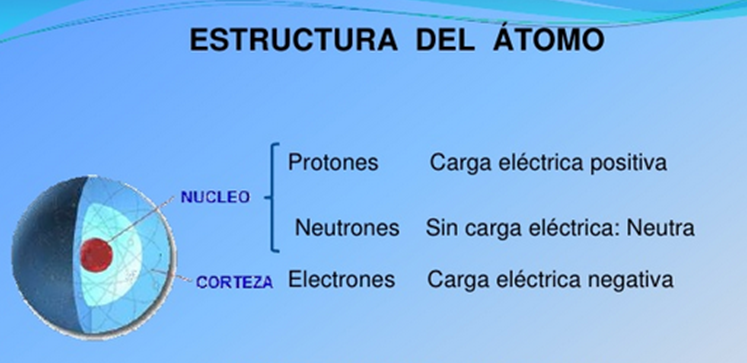 ESTRUCTURA DEL ÁTOMO
Protones Carga eléctrica positiva
NUCLEO
Neutrones Sin carga eléctrica: Neutra
CORTEZA Electrones Carga eléctrica negativa